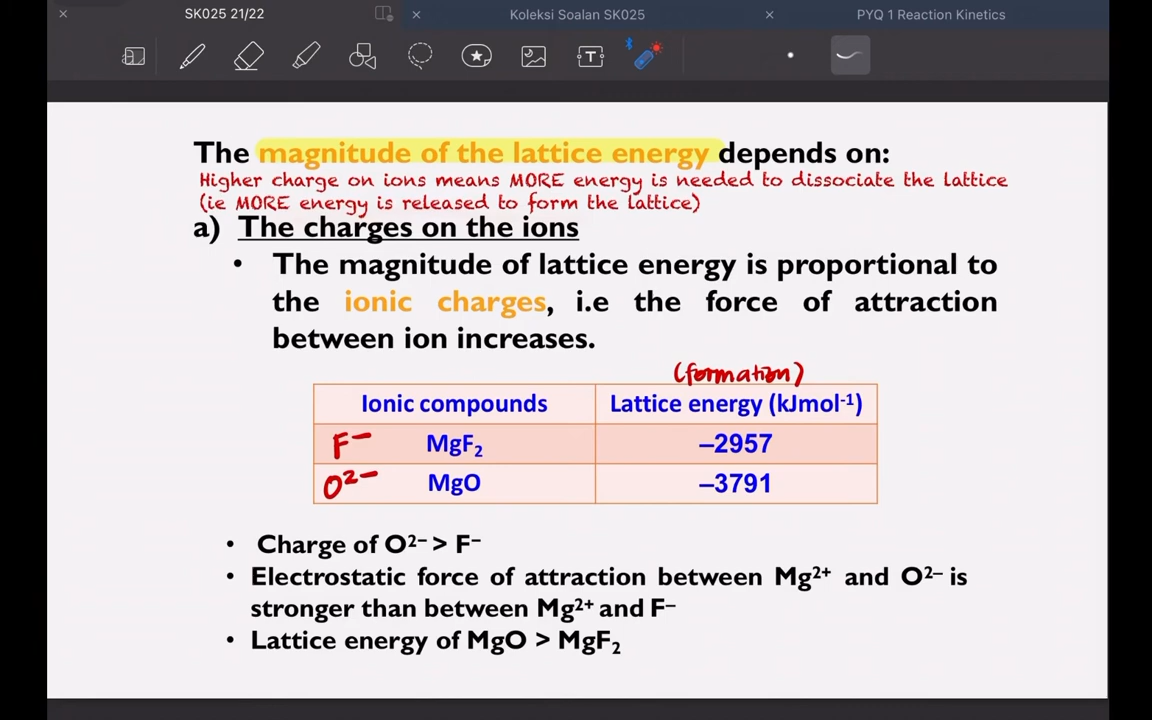 SK025 21/22
Koleksi Soalan SK025
PYQ 1 Reaction Kinetics
The magnitude of the lattice energy depends on:
Higher charge on ions means MORE energy is needed to dissociate the lattice
(ie MORE energy is released to form the lattice)
a) The charges on the ions
• The magnitude of lattice energy is proportional to
the ionic charges, i.e the force of attraction
between ion increases.
(formation)
Ionic compounds Lattice energy (kJmol⁻¹)
F⁻ MgF₂ –2957
O²⁻ MgO –3791
• Charge of O²⁻ > F⁻
• Electrostatic force of attraction between Mg²⁺ and O²⁻ is
stronger than between Mg²⁺ and F⁻
• Lattice energy of MgO > MgF₂